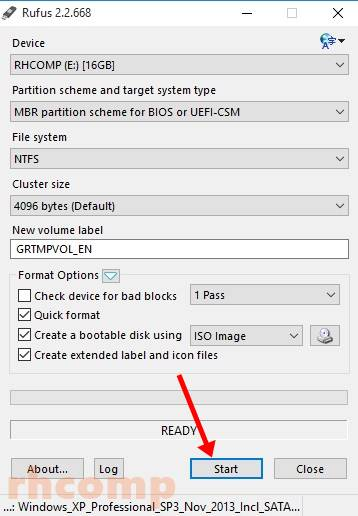 Rufus 2.2.668
Device
RHCOMP (E:) [16GB]
Partition scheme and target system type
MBR partition scheme for BIOS or UEFI-CSM
File system
NTFS
Cluster size
4096 bytes (Default)
New volume label
GRTMPVOL_EN
Format Options
Check device for bad blocks 1 Pass
Quick format
Create a bootable disk using ISO Image
Create extended label and icon files
READY
About... Log Start Close
rhcomp
...: Windows_XP_Professional_SP3_Nov_2013_Incl_SATA...